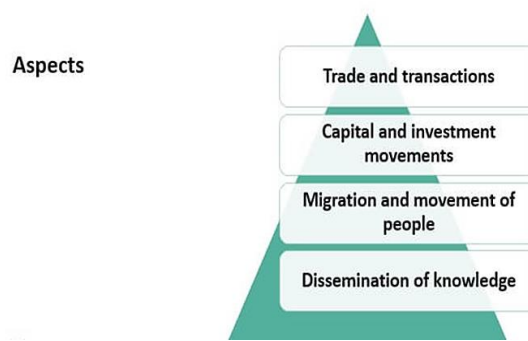 Aspects
Trade and transactions
Capital and investment
movements
Migration and movement of
people
Dissemination of knowledge